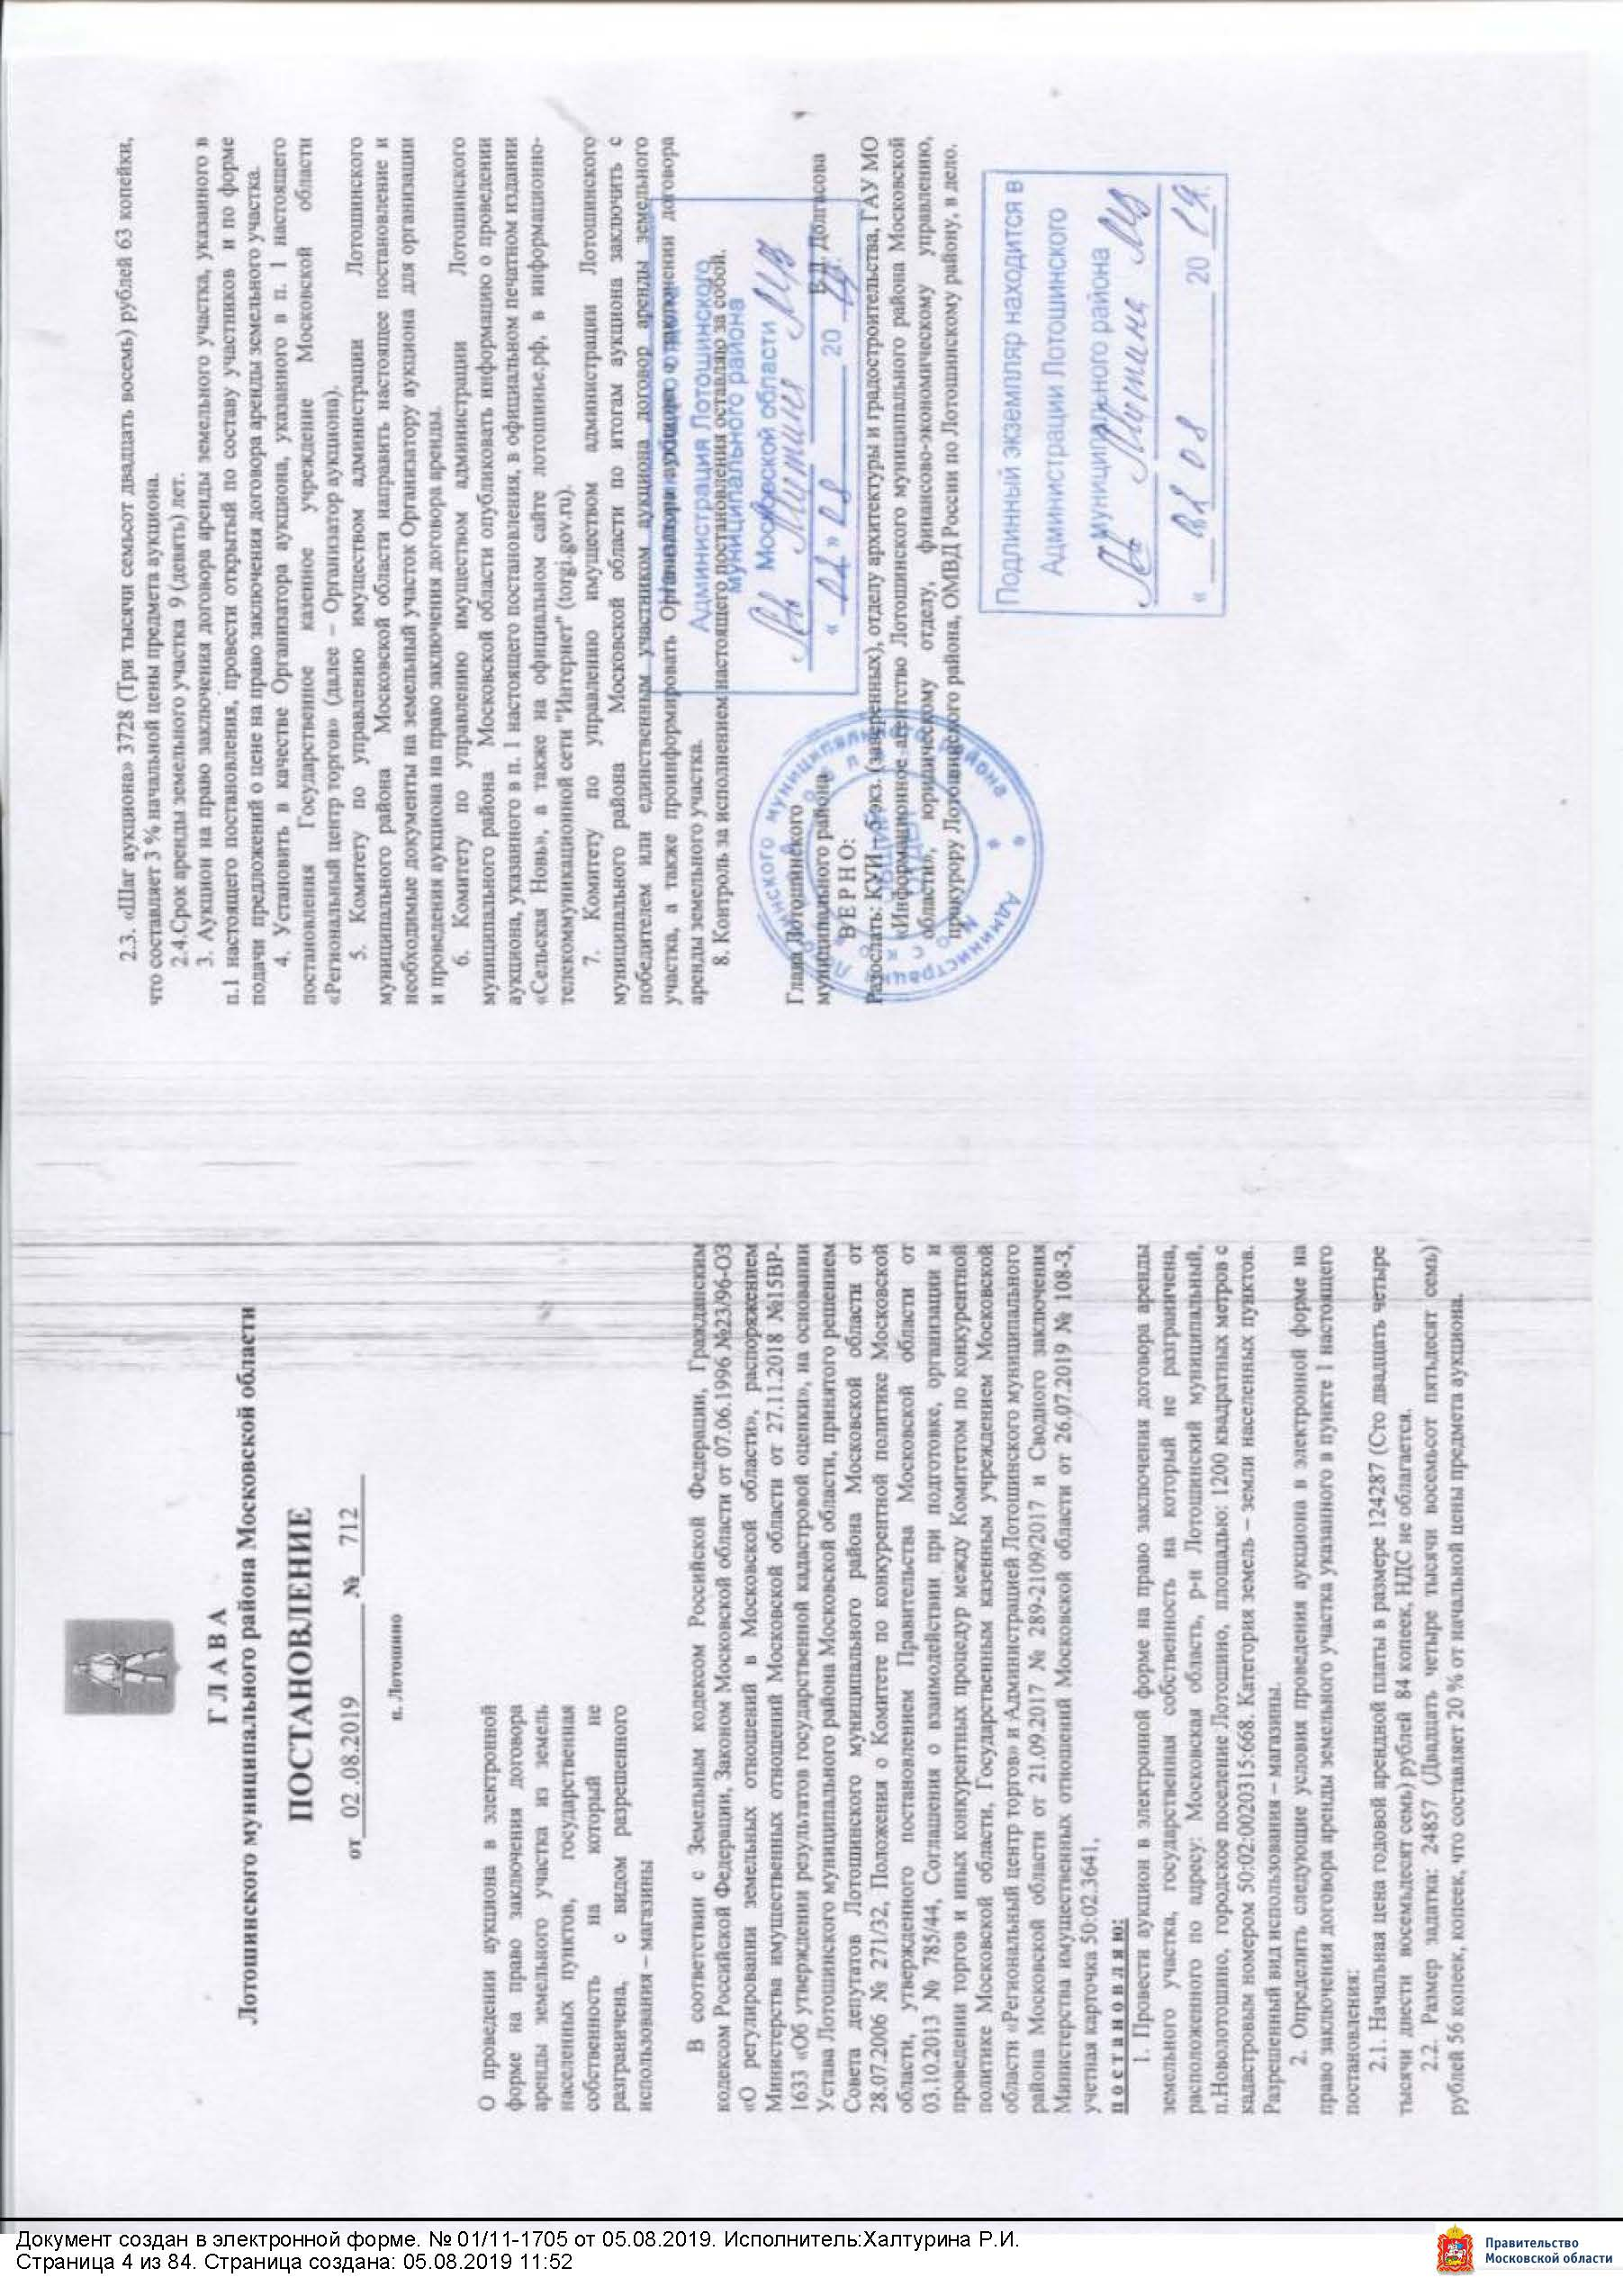 Г Л А В А
Лотошинского муниципального района Московской области
ПОСТАНОВЛЕНИЕ
от 02.08.2019 № 712
п. Лотошино
О проведении аукциона в электронной
форме на право заключения договора
аренды земельного участка из земель
населенных пунктов, государственная
собственность на который не
разграничена, с видом разрешенного
использования – магазины
В соответствии с Земельным кодексом Российской Федерации, Гражданским
кодексом Российской Федерации, Законом Московской области от 07.06.1996 №23/96-ОЗ
«О регулировании земельных отношений в Московской области», распоряжением
Министерства имущественных отношений Московской области от 27.11.2018 №15ВР-
1633 «Об утверждении результатов государственной кадастровой оценки», на основании
Устава Лотошинского муниципального района Московской области, принятого решением
Совета депутатов Лотошинского муниципального района Московской области от
28.07.2006 № 271/32, Положения о Комитете по конкурентной политике Московской
области, утвержденного постановлением Правительства Московской области от
03.10.2013 № 785/44, Соглашения о взаимодействии при подготовке, организации и
проведении торгов и иных конкурентных процедур между Комитетом по конкурентной
политике Московской области, Государственным казенным учреждением Московской
области «Региональный центр торгов» и Администрацией Лотошинского муниципального
района Московской области от 21.09.2017 № 289-2109/2017 и Сводного заключения
Министерства имущественных отношений Московской области от 26.07.2019 № 108-З,
учетная карточка 50:02.3641,
п о с т а н о в л я ю:
1. Провести аукцион в электронной форме на право заключения договора аренды
земельного участка, государственная собственность на который не разграничена,
расположенного по адресу: Московская область, р-н Лотошинский муниципальный,
п.Новолотошино, городское поселение Лотошино, площадью: 1200 квадратных метров с
кадастровым номером 50:02:0020315:668. Категория земель – земли населенных пунктов.
Разрешенный вид использования – магазины.
2. Определить следующие условия проведения аукциона в электронной форме на
право заключения договора аренды земельного участка указанного в пункте 1 настоящего
постановления:
2.1. Начальная цена годовой арендной платы в размере 124287 (Сто двадцать четыре
тысячи двести восемьдесят семь) рублей 84 копеек, НДС не облагается.
2.2. Размер задатка: 24857 (Двадцать четыре тысячи восемьсот пятьдесят семь)
рублей 56 копеек, копеек, что составляет 20 % от начальной цены предмета аукциона.
2.3. «Шаг аукциона» 3728 (Три тысячи семьсот двадцать восемь) рублей 63 копейки,
что составляет 3 % начальной цены предмета аукциона.
2.4.Срок аренды земельного участка 9 (девять) лет.
3. Аукцион на право заключения договора аренды земельного участка, указанного в
п.1 настоящего постановления, провести открытый по составу участников и по форме
подачи предложений о цене на право заключения договора аренды земельного участка.
4. Установить в качестве Организатора аукциона, указанного в п. 1 настоящего
постановления Государственное казенное учреждение Московской области
«Региональный центр торгов» (далее – Организатор аукциона).
5. Комитету по управлению имуществом администрации Лотошинского
муниципального района Московской области направить настоящее постановление и
необходимые документы на земельный участок Организатору аукциона для организации
и проведения аукциона на право заключения договора аренды.
6. Комитету по управлению имуществом администрации Лотошинского
муниципального района Московской области опубликовать информацию о проведении
аукциона, указанного в п. 1 настоящего постановления, в официальном печатном издании
«Сельская Новь», а также на официальном сайте лотошинье.рф, в информационно-
телекоммуникационной сети "Интернет" (torgi.gov.ru).
7. Комитету по управлению имуществом администрации Лотошинского
муниципального района Московской области по итогам аукциона заключить с
победителем или единственным участником аукциона договор аренды земельного
участка, а также проинформировать Организатора аукциона о заключении договора
аренды земельного участка.
8. Контроль за исполнением настоящего постановления оставляю за собой.
Администрация Лотошинского
муниципального района
Московской области
« 02 » 08 20 19.
Глава Лотошинского
муниципального района Е.Л. Долгасова
ВЕРНО:
Разослать: КУИ – 5 экз. (заверенных), отделу архитектуры и градостроительства, ГАУ МО
«Информационное агентство Лотошинского муниципального района Московской
области», юридическому отделу, финансово-экономическому управлению,
прокурору Лотошинского района, ОМВД России по Лотошинскому району, в дело.
Подлинный экземпляр находится в
Администрации Лотошинского
муниципального района
« 02 08 20 19.
Документ создан в электронной форме. № 01/11-1705 от 05.08.2019. Исполнитель:Халтурина Р.И.
Страница 4 из 84. Страница создана: 05.08.2019 11:52
Правительство
Московской области